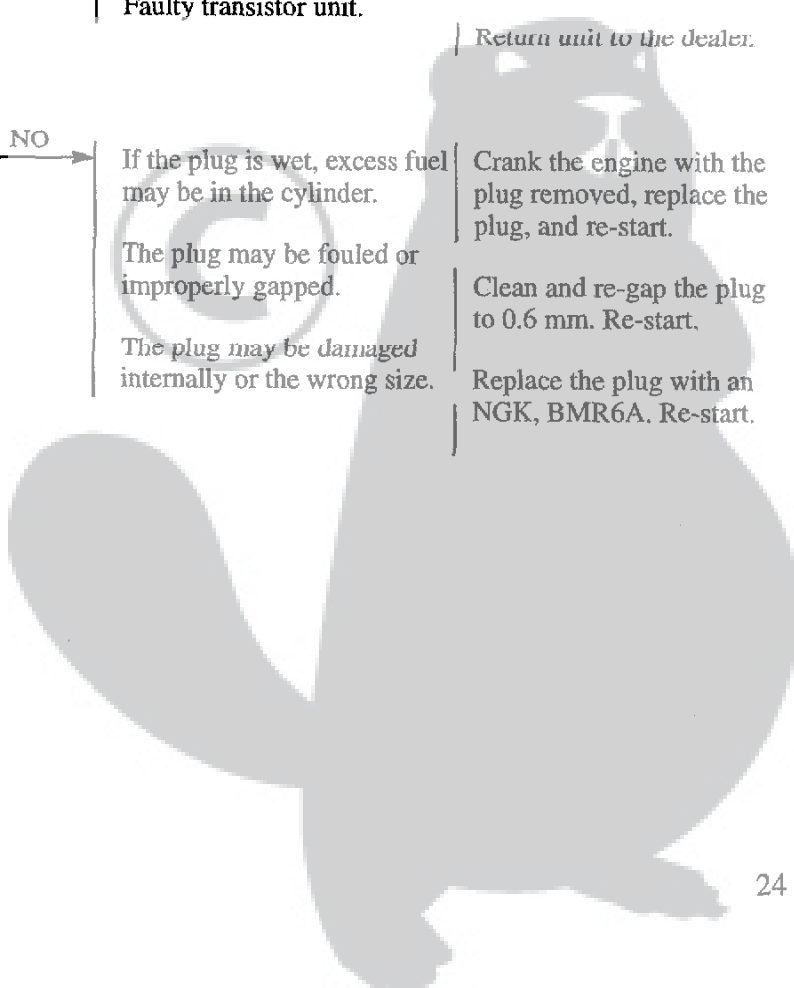 Faulty transistor unit.
Return unit to the dealer.
NO
If the plug is wet, excess fuel
may be in the cylinder.
Crank the engine with the
plug removed, replace the
plug, and re-start.
The plug may be fouled or
improperly gapped.
Clean and re-gap the plug
to 0.6 mm. Re-start.
The plug may be damaged
internally or the wrong size.
Replace the plug with an
NGK, BMR6A. Re-start.
24
©